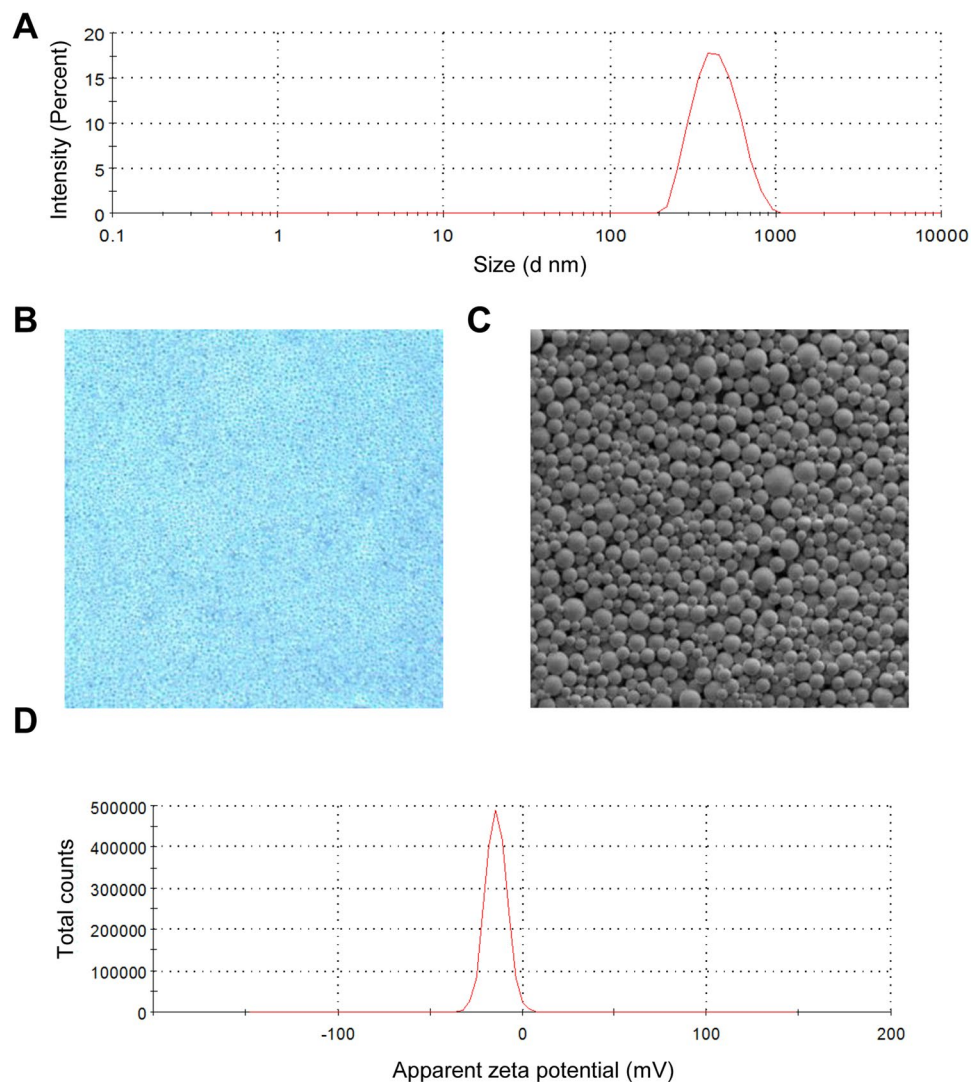 A
Intensity (Percent)
20
15
10
5
0
0.1 1 10 100 1000 10000
Size (d nm)
B C
D
Total counts
500000
400000
300000
200000
100000
0
-100 0 100 200
Apparent zeta potential (mV)